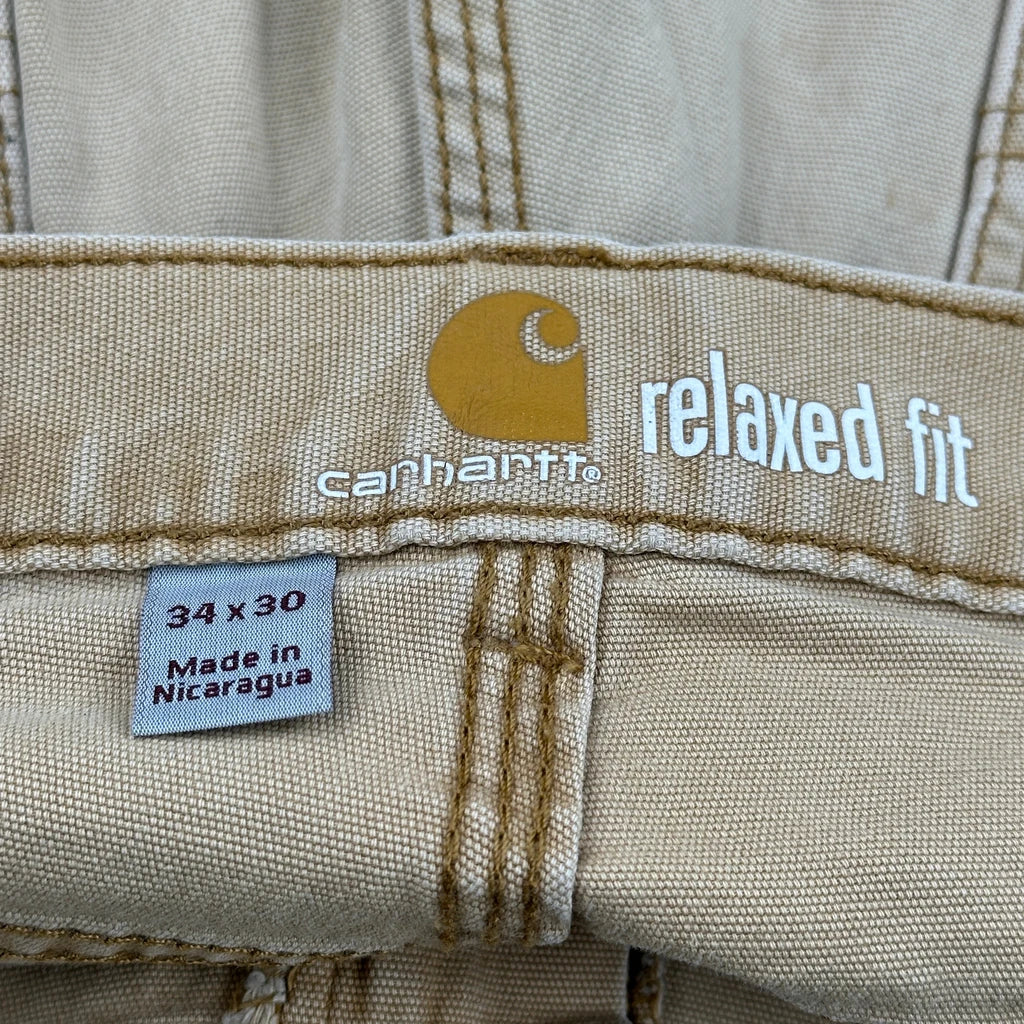 carhartt®
relaxed fit
34 x 30
Made in
Nicaragua